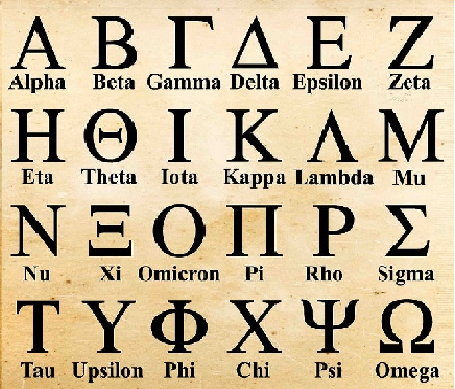 Α Β Γ Δ Ε Ζ
Alpha Beta Gamma Delta Epsilon Zeta
Η Θ Ι Κ Λ Μ
Eta Theta Iota Kappa Lambda Mu
Ν Ξ Ο Π Ρ Σ
Nu Xi Omicron Pi Rho Sigma
Τ Υ Φ Χ Ψ Ω
Tau Upsilon Phi Chi Psi Omega